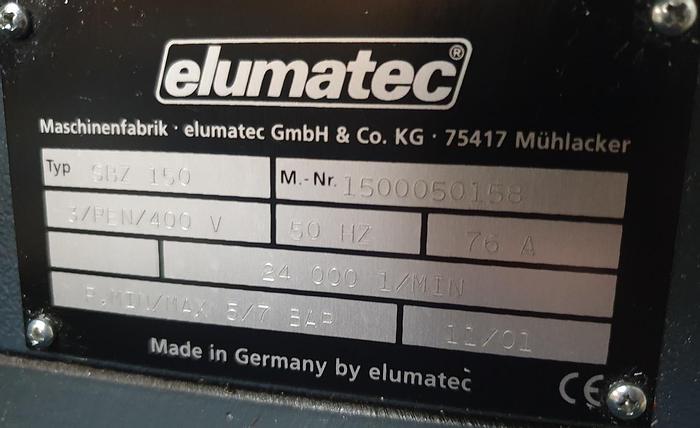 elumatec®
Maschinenfabrik · elumatec GmbH & Co. KG · 75417 Mühlacker
Typ SBZ 150 M.-Nr. 1500050158
3/PEN/400 V 50 HZ 76 A
24 000 1/MIN
P.MIN/MAX 5/7 BAR 11/01
Made in Germany by elumatec
CE